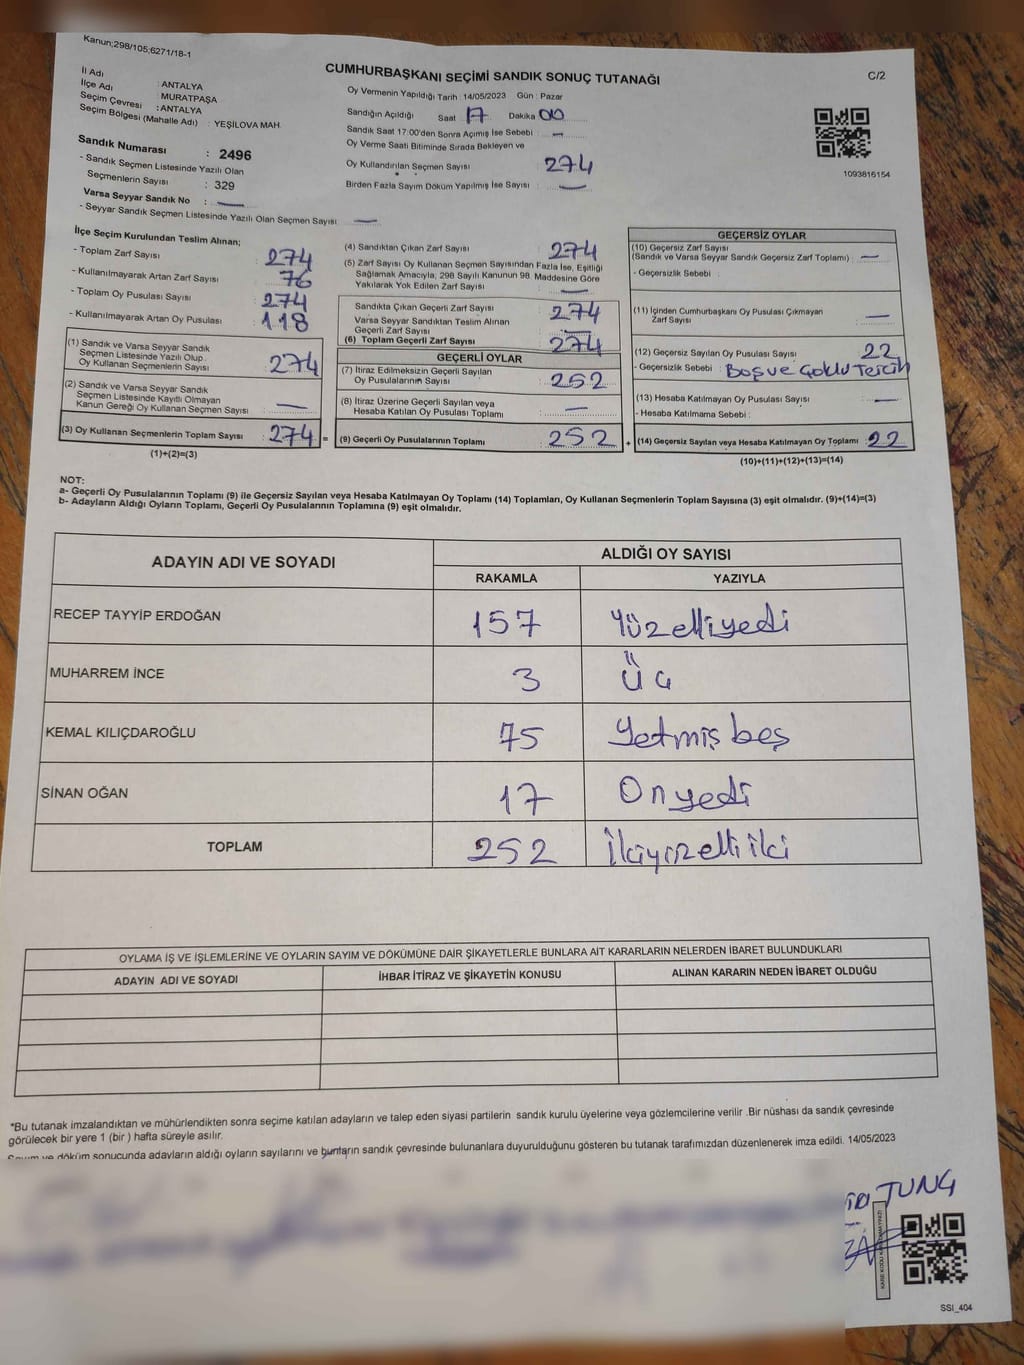 Kanun;298/105;6271/18-1
CUMHURBAŞKANI SEÇİMİ SANDIK SONUÇ TUTANAĞI
C/2
İl Adı : ANTALYA
İlçe Adı : MURATPAŞA
Seçim Çevresi : ANTALYA
Seçim Bölgesi (Mahalle Adı) : YEŞİLOVA MAH.
Sandık Numarası : 2496
- Sandık Seçmen Listesinde Yazılı Olan
Seçmenlerin Sayısı : 329
Varsa Seyyar Sandık No : —
- Seyyar Sandık Seçmen Listesinde Yazılı Olan Seçmen Sayısı —
Oy Vermenin Yapıldığı Tarih : 14/05/2023 Gün : Pazar
Sandığın Açıldığı Saat 17 Dakika 00
Sandık Saat 17:00'den Sonra Açımış İse Sebebi : —
Oy Verme Saati Bitiminde Sırada Bekleyen ve
Oy Kullandırılan Seçmen Sayısı : 274
Birden Fazla Sayım Döküm Yapılmış İse Sayısı : —
1093816154
İlçe Seçim Kurulundan Teslim Alınan;
- Toplam Zarf Sayısı : 274
- Kullanılmayarak Artan Zarf Sayısı : 76
- Toplam Oy Pusulası Sayısı : 274
- Kullanılmayarak Artan Oy Pusulası : 118
(1) Sandık ve Varsa Seyyar Sandık
Seçmen Listesinde Yazılı Olup
Oy Kullanan Seçmenlerin Sayısı : 274
(2) Sandık ve Varsa Seyyar Sandık
Seçmen Listesinde Kayıtlı Olmayan
Kanun Gereği Oy Kullanan Seçmen Sayısı : —
(3) Oy Kullanan Seçmenlerin Toplam Sayısı : 274 =
(1)+(2)=(3)
(4) Sandıktan Çıkan Zarf Sayısı : 274
(5) Zarf Sayısı Oy Kullanan Seçmen Sayısından Fazla İse, Eşitliği
Sağlamak Amacıyla, 298 Sayılı Kanunun 98. Maddesine Göre
Yakılarak Yok Edilen Zarf Sayısı : —
Sandıkta Çıkan Geçerli Zarf Sayısı : 274
Varsa Seyyar Sandıktan Teslim Alınan
Geçerli Zarf Sayısı : —
(6) Toplam Geçerli Zarf Sayısı : 274
GEÇERLİ OYLAR
(7) İtiraz Edilmeksizin Geçerli Sayılan
Oy Pusulalarının Sayısı : 252
(8) İtiraz Üzerine Geçerli Sayılan veya
Hesaba Katılan Oy Pusulası Toplamı : —
(9) Geçerli Oy Pusulalarının Toplamı : 252 +
GEÇERSİZ OYLAR
(10) Geçersiz Zarf Sayısı
(Sandık ve Varsa Seyyar Sandık Geçersiz Zarf Toplamı) : —
- Geçersizlik Sebebi :
(11) İçinden Cumhurbaşkanı Oy Pusulası Çıkmayan
Zarf Sayısı : —
(12) Geçersiz Sayılan Oy Pusulası Sayısı : 22
- Geçersizlik Sebebi : Boş ve Çoklu Tercih
(13) Hesaba Katılmayan Oy Pusulası Sayısı : —
- Hesaba Katılmama Sebebi :
(14) Geçersiz Sayılan veya Hesaba Katılmayan Oy Toplamı : 22
(10)+(11)+(12)+(13)=(14)
NOT:
a- Geçerli Oy Pusulalarının Toplamı (9) ile Geçersiz Sayılan veya Hesaba Katılmayan Oy Toplamı (14) Toplamları, Oy Kullanan Seçmenlerin Toplam Sayısına (3) eşit olmalıdır. (9)+(14)=(3)
b- Adayların Aldığı Oyların Toplamı, Geçerli Oy Pusulalarının Toplamına (9) eşit olmalıdır.
ADAYIN ADI VE SOYADI ALDIĞI OY SAYISI
RAKAMLA YAZIYLA
RECEP TAYYİP ERDOĞAN 157 Yüzelliyedi
MUHARREM İNCE 3 Üç
KEMAL KILIÇDAROĞLU 75 Yetmiş beş
SİNAN OĞAN 17 Onyedi
TOPLAM 252 İkiyüzelli iki
OYLAMA İŞ VE İŞLEMLERİNE VE OYLARIN SAYIM VE DÖKÜMÜNE DAİR ŞİKAYETLERLE BUNLARA AİT KARARLARIN NELERDEN İBARET BULUNDUKLARI
ADAYIN ADI VE SOYADI İHBAR İTİRAZ VE ŞİKAYETİN KONUSU ALINAN KARARIN NEDEN İBARET OLDUĞU
*Bu tutanak imzalandıktan ve mühürlendikten sonra seçime katılan adayların ve talep eden siyasi partilerin sandık kurulu üyelerine veya gözlemcilerine verilir .Bir nüshası da sandık çevresinde
görülecek bir yere 1 (bir ) hafta süreyle asılır.
Sayım ve döküm sonucunda adayların aldığı oyların sayılarını ve bunların sandık çevresinde bulunanlara duyurulduğunu gösteren bu tutanak tarafımızdan düzenlenerek imza edildi. 14/05/2023
TUNÇ
SSİ_404